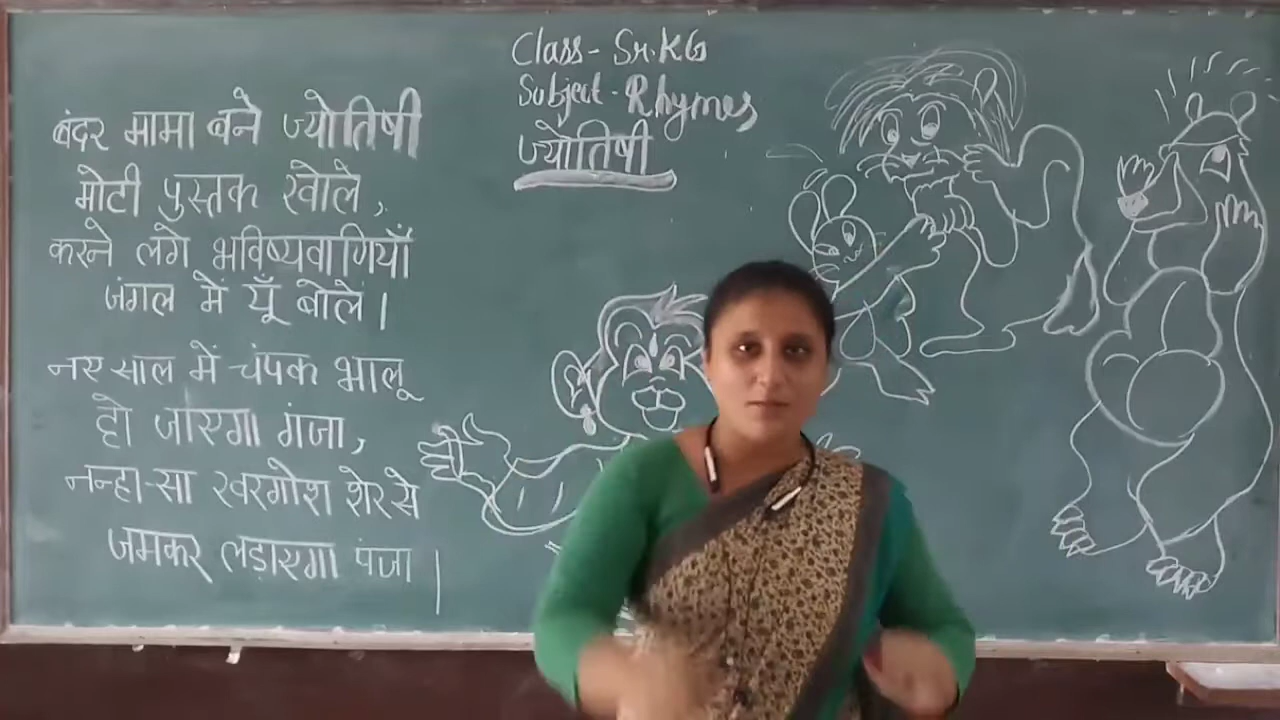 Class- Sr.KG
Subject- Rhymes
ज्योतिषी
बंदर मामा बने ज्योतिषी
मोटी पुस्तक खोले,
करने लगे भविष्यवाणियाँ
जंगल में यूँ बोले।
नए साल में चंपक भालू
हो जाएगा गंजा,
नन्हा-सा खरगोश शेर से
जमकर लड़ाएगा पंजा।